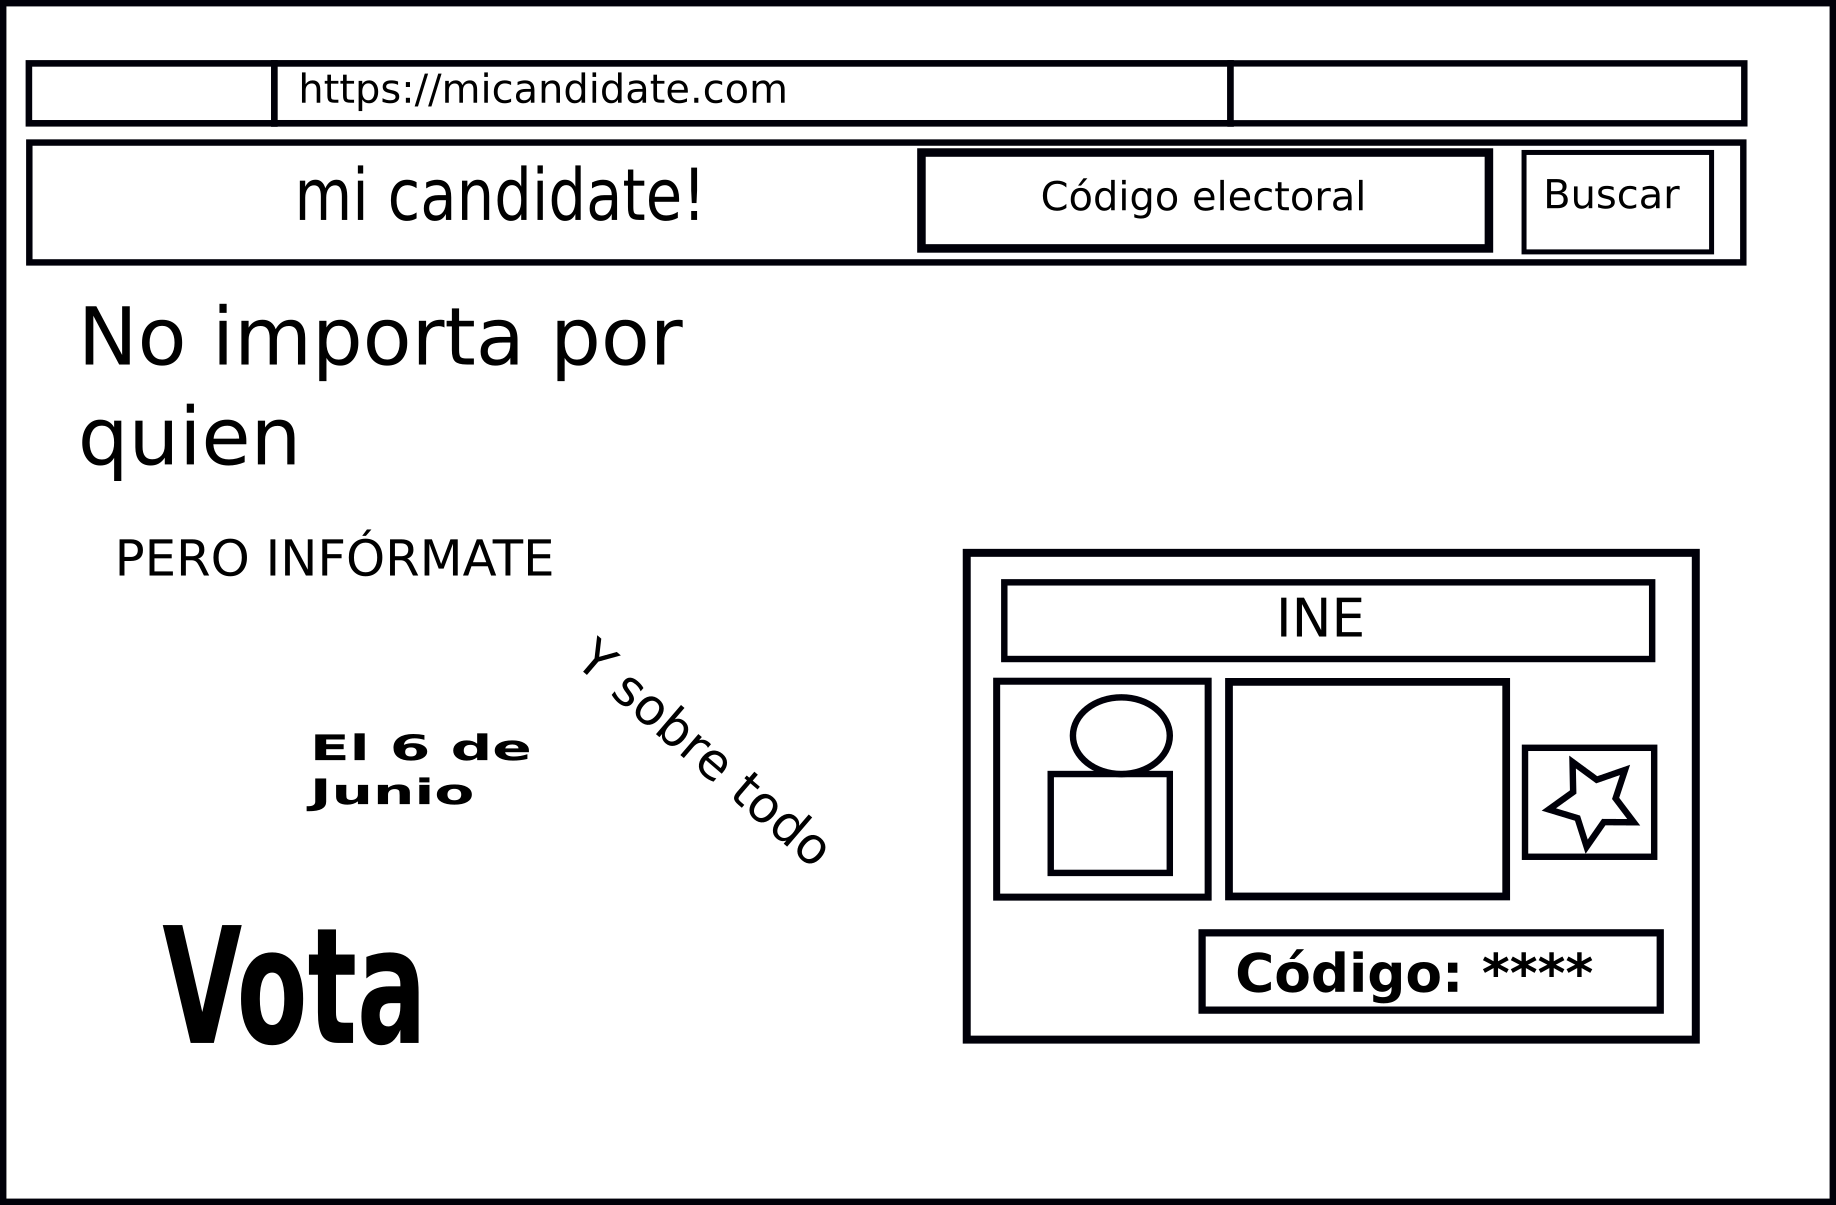 https://micandidate.com
mi candidate!
Código electoral
Buscar
No importa por
quien
PERO INFÓRMATE
Y sobre todo
El 6 de
Junio
Vota
INE
Código: ****